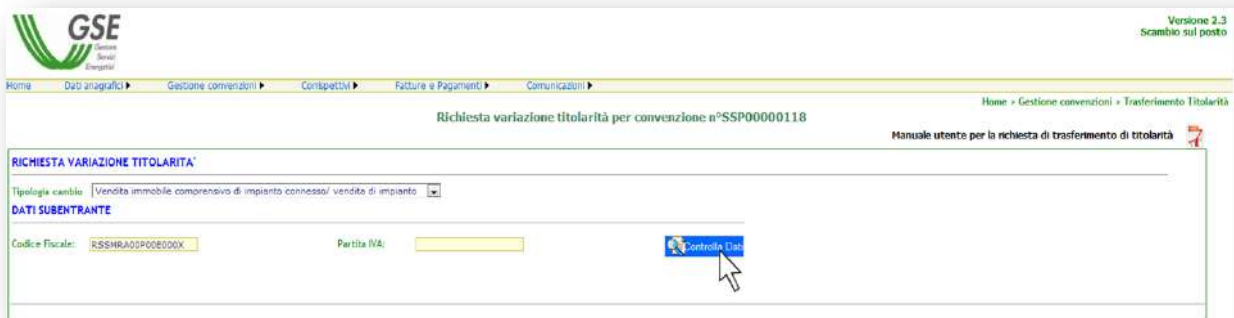 GSE
Gestore
Servizi
Energetici
Versione 2.3
Scambio sul posto
Home Dati anagrafici Gestione convenzioni Corrispettivi Fatture e Pagamenti Comunicazioni
Home » Gestione convenzioni » Trasferimento Titolarità
Richiesta variazione titolarità per convenzione n°SSP00000118
Manuale utente per la richiesta di trasferimento di titolarità
RICHIESTA VARIAZIONE TITOLARITA'
Tipologia cambio Vendita immobile comprensivo di impianto connesso/ vendita di impianto
DATI SUBENTRANTE
Codice Fiscale: RSSMRA00P00E000X Partita IVA: Controlla Dati